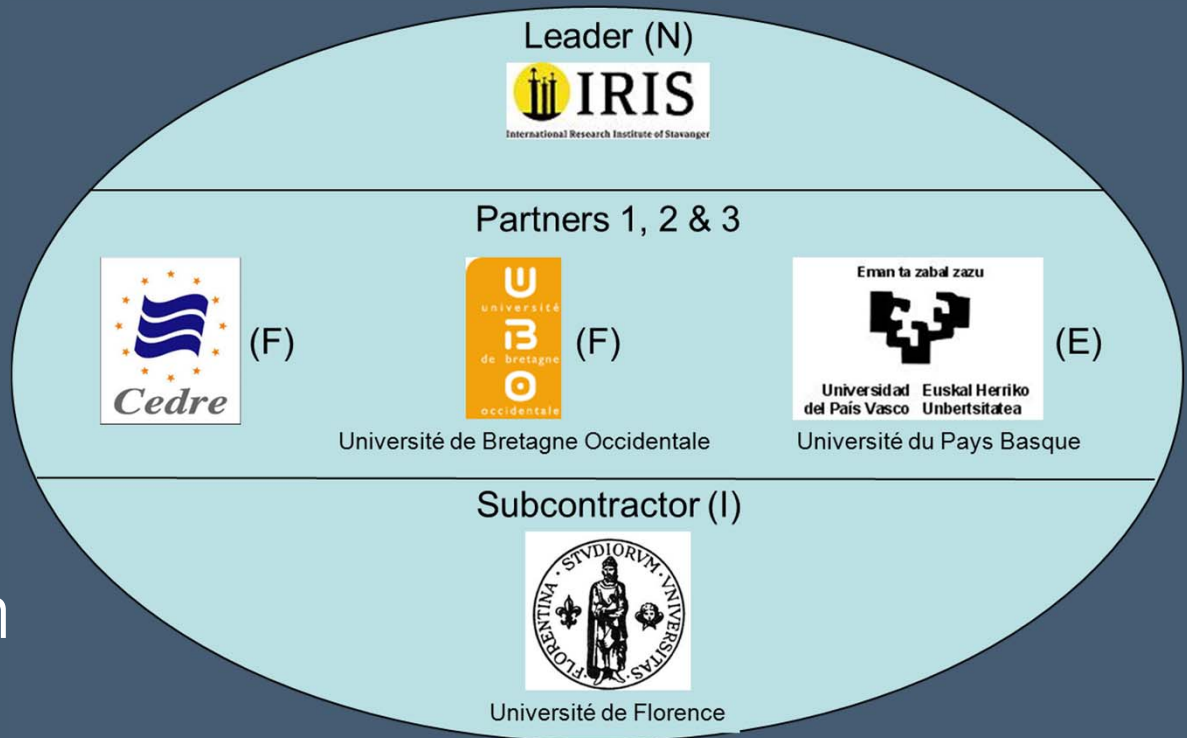 Leader (N)
IRIS
International Research Institute of Stavanger
Partners 1, 2 & 3
Cedre
(F)
U
université
B
de bretagne
O
occidentale
(F)
Université de Bretagne Occidentale
Eman ta zabal zazu
Universidad Euskal Herriko
del País Vasco Unbertsitatea
(E)
Université du Pays Basque
Subcontractor (I)
FLORENTINA · STVDIORVM · VNIVERSITAS
Université de Florence
n